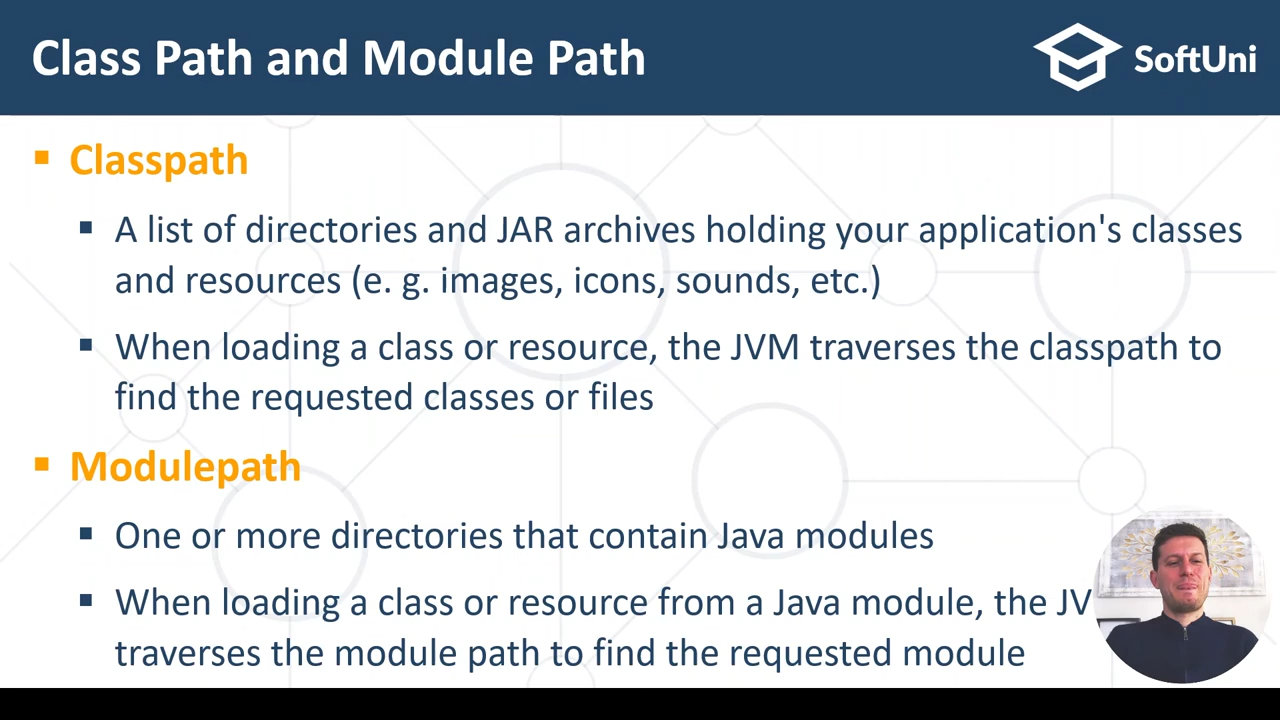 Class Path and Module Path
SoftUni
Classpath
A list of directories and JAR archives holding your application's classes
and resources (e. g. images, icons, sounds, etc.)
When loading a class or resource, the JVM traverses the classpath to
find the requested classes or files
Modulepath
One or more directories that contain Java modules
When loading a class or resource from a Java module, the JV
traverses the module path to find the requested module